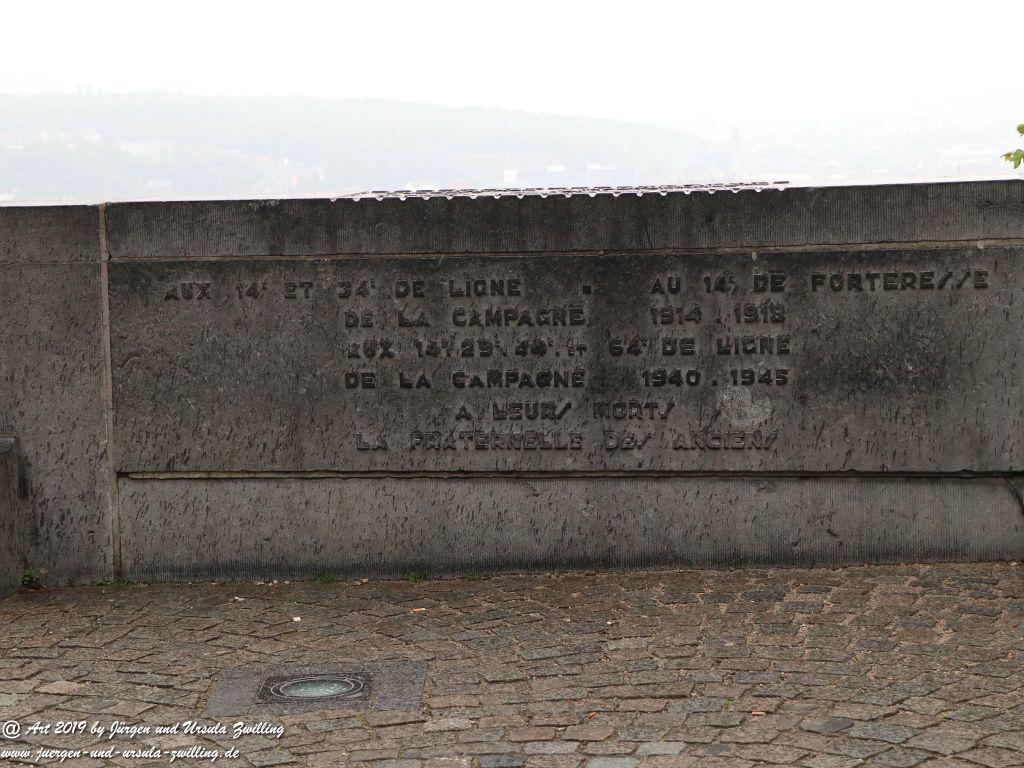 AUX 14ᵉ ET 34ᵉ DE LIGNE . AU 14ᵉ DE FORTERESSE
DE LA CAMPAGNE 1914 . 1918
AUX 14ᵉ, 29ᵉ, 44ᵉ. ET 64ᵉ DE LIGNE
DE LA CAMPAGNE 1940 . 1945
A LEURS MORTS
LA FRATERNELLE DES ANCIENS
@ Art 2019 by Jürgen und Ursula Zwilling
www.juergen-und-ursula-zwilling.de